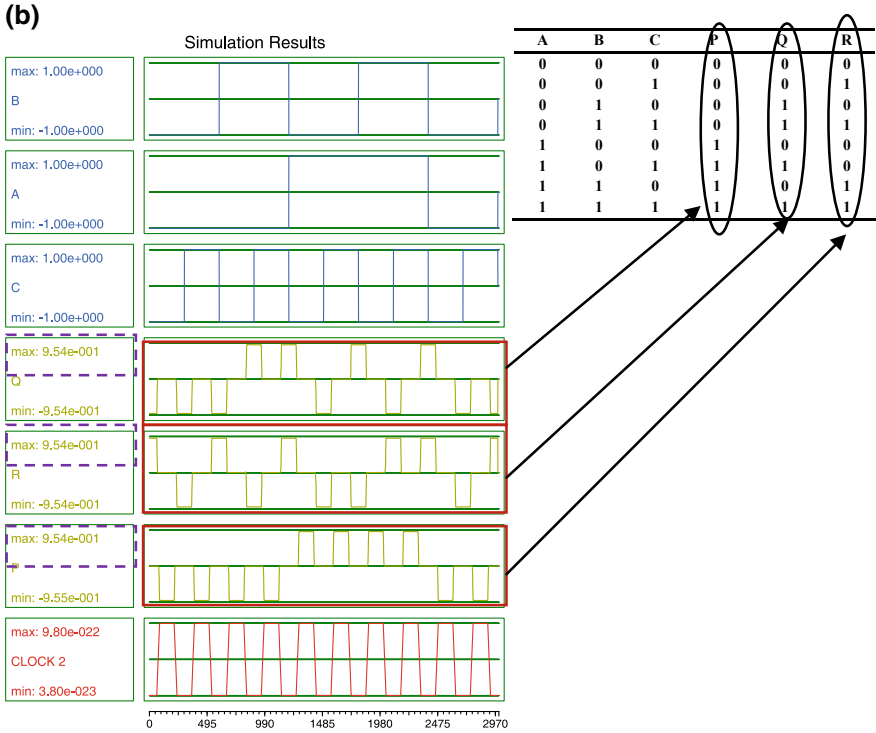 (b)
Simulation Results
max: 1.00e+000
B
min: -1.00e+000
max: 1.00e+000
A
min: -1.00e+000
max: 1.00e+000
C
min: -1.00e+000
max: 9.54e-001
Q
min: -9.54e-001
max: 9.54e-001
R
min: -9.54e-001
max: 9.54e-001
P
min: -9.55e-001
max: 9.80e-022
CLOCK 2
min: 3.80e-023
0 495 990 1485 1980 2475 2970
A B C P Q R
0 0 0 0 0 0
0 0 1 0 0 1
0 1 0 0 1 0
0 1 1 0 1 1
1 0 0 1 0 0
1 0 1 1 1 0
1 1 0 1 0 1
1 1 1 1 1 1